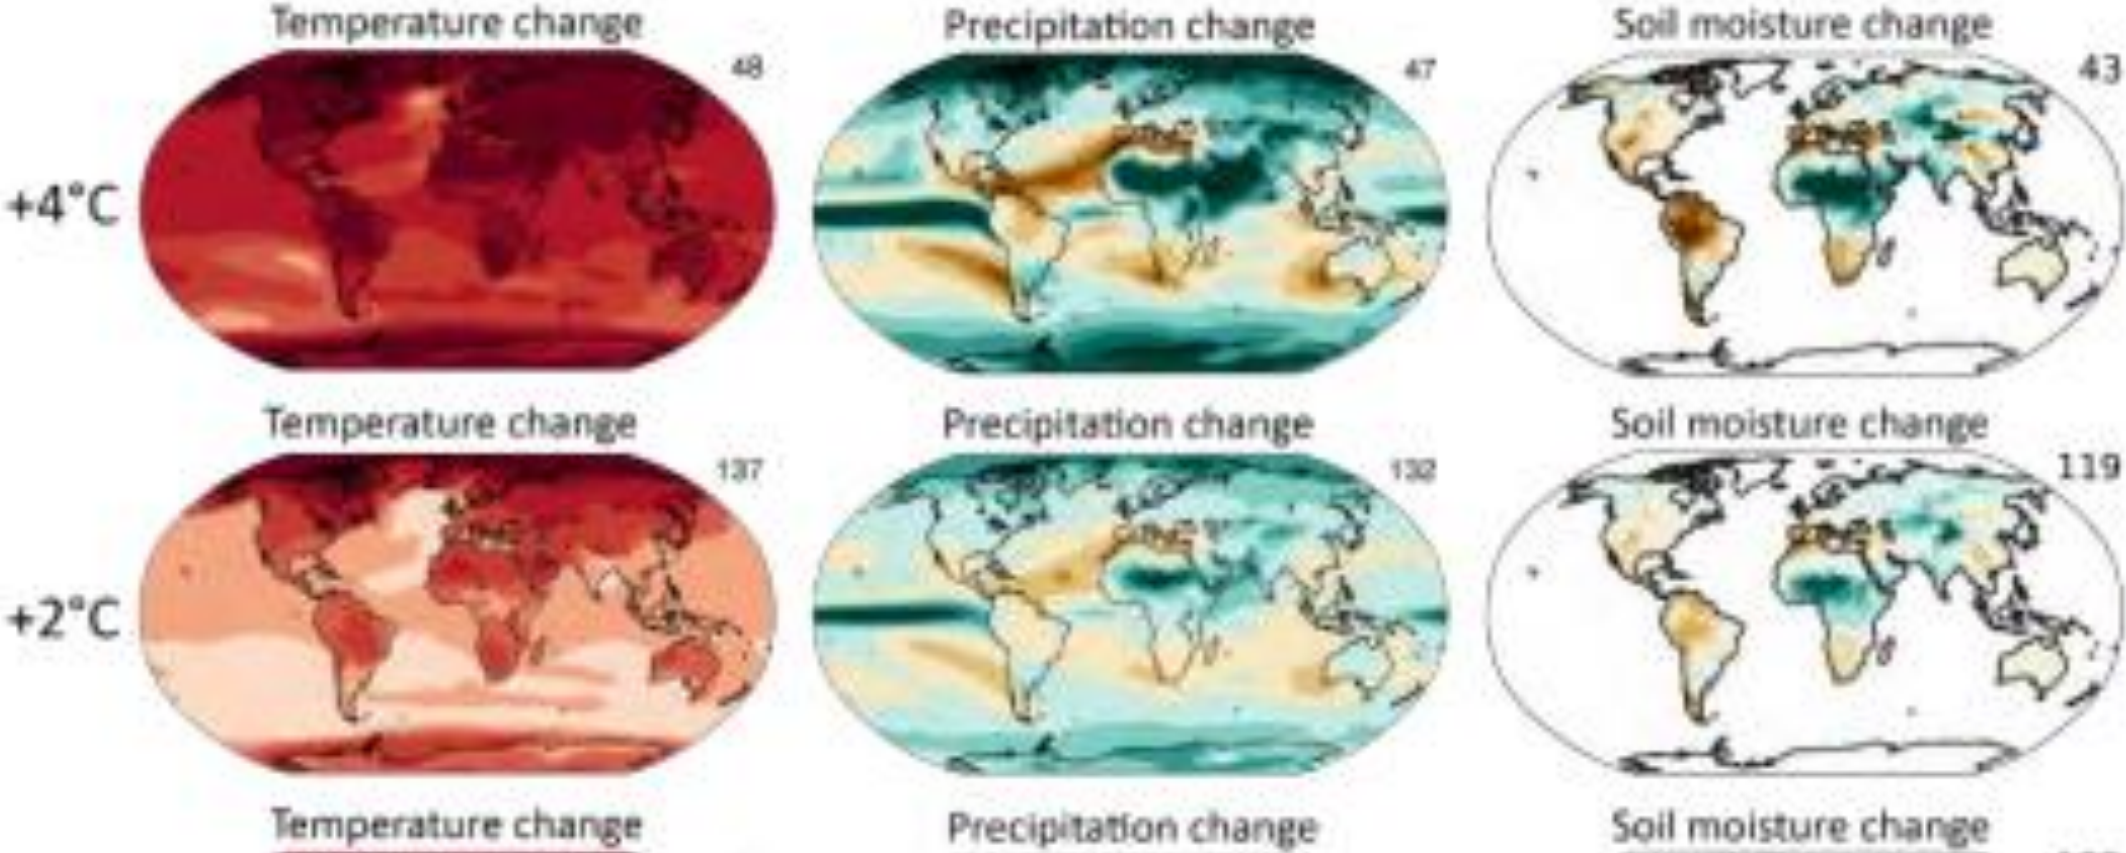 Temperature change
Precipitation change
Soil moisture change
48
47
43
+4°C
Temperature change
Precipitation change
Soil moisture change
137
132
119
+2°C
Temperature change
Precipitation change
Soil moisture change